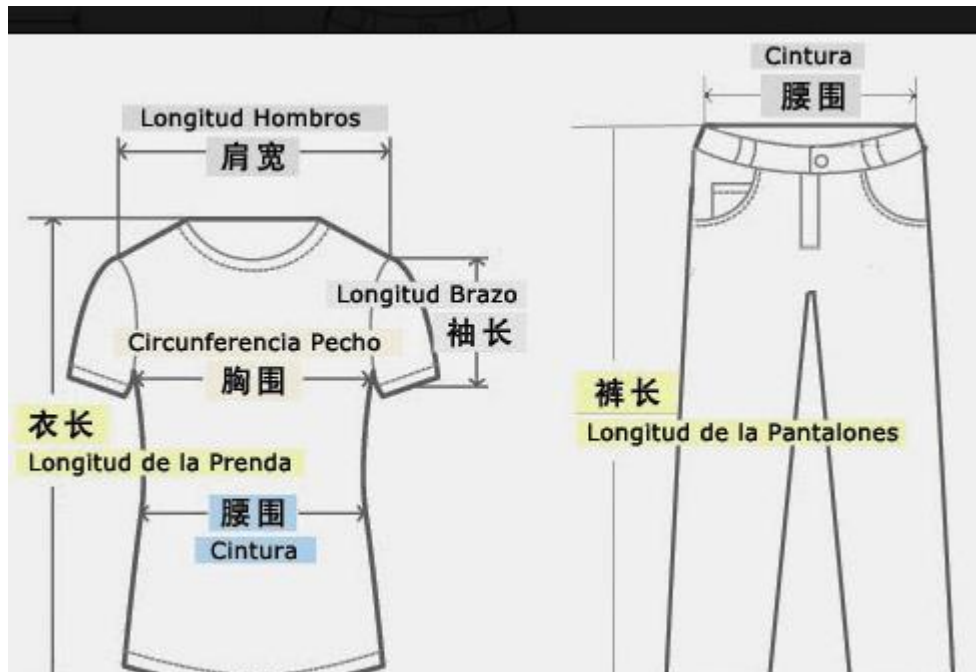 Longitud Hombros
肩宽
Longitud Brazo
袖长
Circunferencia Pecho
胸围
衣长
Longitud de la Prenda
腰围
Cintura
Cintura
腰围
裤长
Longitud de la Pantalones